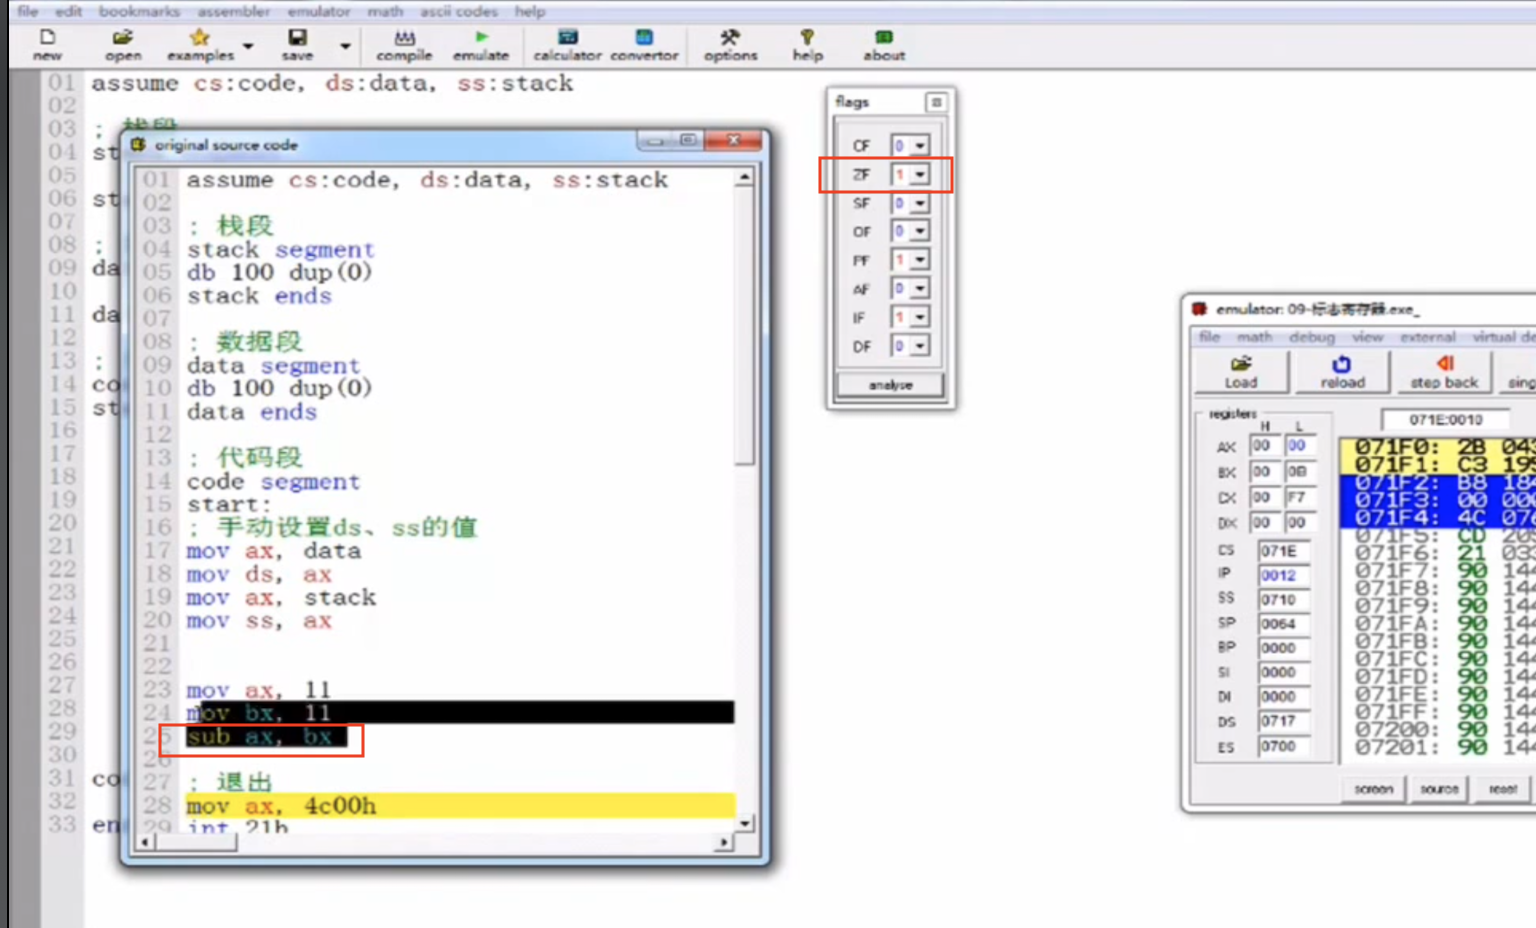 file edit bookmarks assembler emulator math ascii codes help
new open examples save compile emulate calculator convertor options help about
01 assume cs:code, ds:data, ss:stack
02
03 ; 栈段
04 st
05
06 st
07
08 ;
09 da
10
11 da
12
13 ;
14 co
15 st
16
17
18
19
20
21
22
23
24
25
26
27
28
29
30
31 co
32
33 en
original source code
01 assume cs:code, ds:data, ss:stack
02
03 ; 栈段
04 stack segment
05 db 100 dup(0)
06 stack ends
07
08 ; 数据段
09 data segment
10 db 100 dup(0)
11 data ends
12
13 ; 代码段
14 code segment
15 start:
16 ; 手动设置ds、ss的值
17 mov ax, data
18 mov ds, ax
19 mov ax, stack
20 mov ss, ax
21
22
23 mov ax, 11
24 mov bx, 11
25 sub ax, bx
26
27 ; 退出
28 mov ax, 4c00h
29 int 21h
flags
CF 0
ZF 1
SF 0
OF 0
PF 1
AF 0
IF 1
DF 0
analyse
emulator: 09-标志寄存器.exe_
file math debug view external virtual de
Load reload step back sing
registers
H L
AX 00 00
BX 00 0B
CX 00 F7
DX 00 00
CS 071E
IP 0012
SS 0710
SP 0064
BP 0000
SI 0000
DI 0000
DS 0717
ES 0700
071E:0010
071F0: 2B 043
071F1: C3 195
071F2: B8 184
071F3: 00 000
071F4: 4C 076
071F5: CD 205
071F6: 21 033
071F7: 90 144
071F8: 90 144
071F9: 90 144
071FA: 90 144
071FB: 90 144
071FC: 90 144
071FD: 90 144
071FE: 90 144
071FF: 90 144
07200: 90 144
07201: 90 144
screen source reset